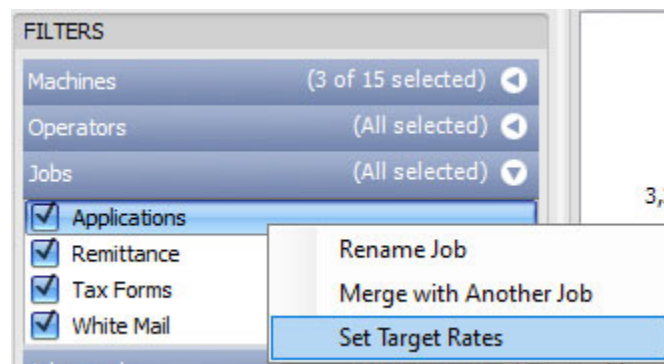 FILTERS
Machines (3 of 15 selected)
Operators (All selected)
Jobs (All selected)
3,
Applications
Remittance
Tax Forms
White Mail
Rename Job
Merge with Another Job
Set Target Rates